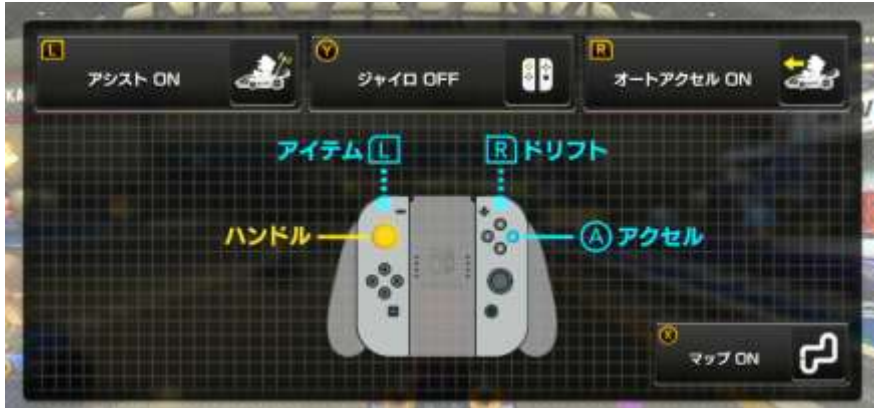 L
アシスト ON
Y
ジャイロ OFF
R
オートアクセル ON
アイテム L
R ドリフト
ハンドル
A アクセル
X
マップ ON